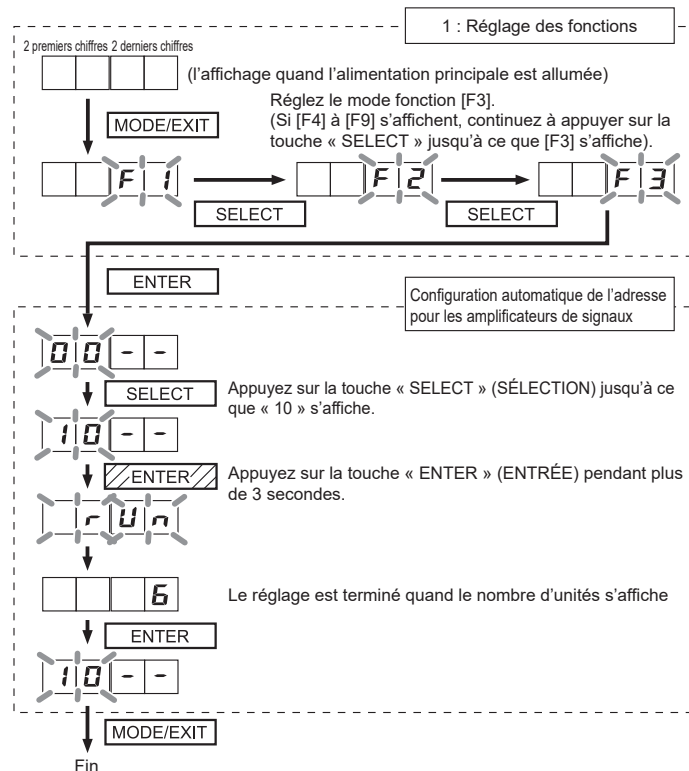 1 : Réglage des fonctions
2 premiers chiffres 2 derniers chiffres
(l’affichage quand l’alimentation principale est allumée)
Réglez le mode fonction [F3].
(Si [F4] à [F9] s’affichent, continuez à appuyer sur la
touche « SELECT » jusqu’à ce que [F3] s’affiche).
MODE/EXIT
F 1
F 2
F 3
SELECT
SELECT
ENTER
Configuration automatique de l’adresse
pour les amplificateurs de signaux
0 0 - -
SELECT
Appuyez sur la touche « SELECT » (SÉLECTION) jusqu’à ce
que « 10 » s’affiche.
1 0 - -
ENTER
Appuyez sur la touche « ENTER » (ENTRÉE) pendant plus
de 3 secondes.
r U n
6
Le réglage est terminé quand le nombre d’unités s’affiche
ENTER
1 0 - -
MODE/EXIT
Fin